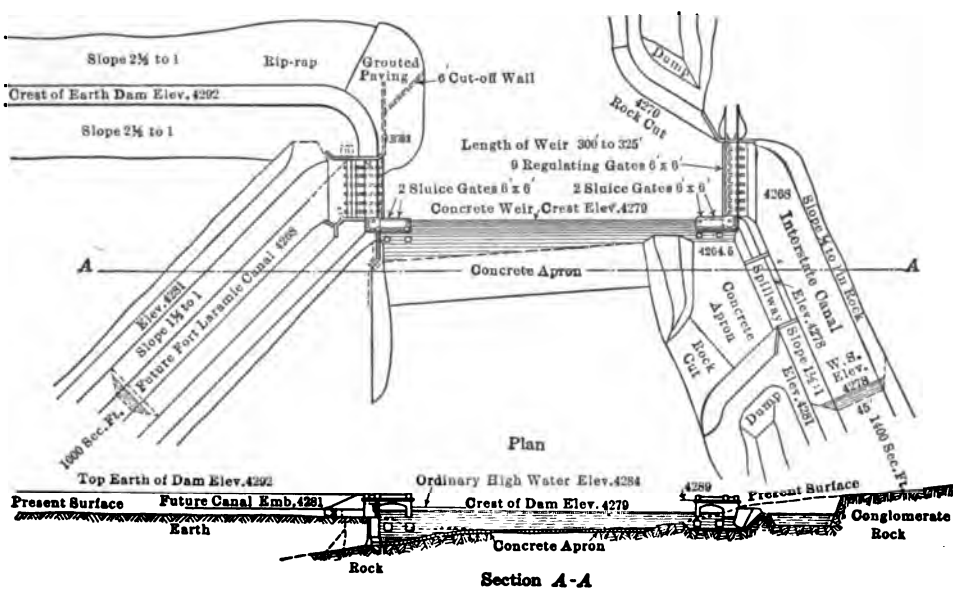 Slope 2½ to 1
Rip-rap
Grouted
Paving
6' Cut-off Wall
Crest of Earth Dam Elev. 4292
Slope 2½ to 1
Dump
4270
Rock Cut
Length of Weir 300' to 325'
9 Regulating Gates 6' x 6'
2 Sluice Gates 6' x 6'
2 Sluice Gates 6' x 6'
Concrete Weir Crest Elev. 4279
4268
4264.5
A
Concrete Apron
A
Elev. 4281
Slope 1½ to 1
Future Fort Laramie Canal 4268
1000 Sec. Ft.
Spillway
Elev. 4278
Interstate Canal
to 1 in Rock
Concrete
Apron
Rock
Cut
Slope 1½:1
Elev. 4281
W.S.
Elev.
4278
45'
1400 Sec. Ft.
Dump
Plan
Top Earth of Dam Elev. 4292
Ordinary High Water Elev. 4284
4289
Present Surface
Present Surface
Future Canal Emb. 4281
Crest of Dam Elev. 4279
Conglomerate
Rock
Earth
Concrete Apron
Rock
Section A-A